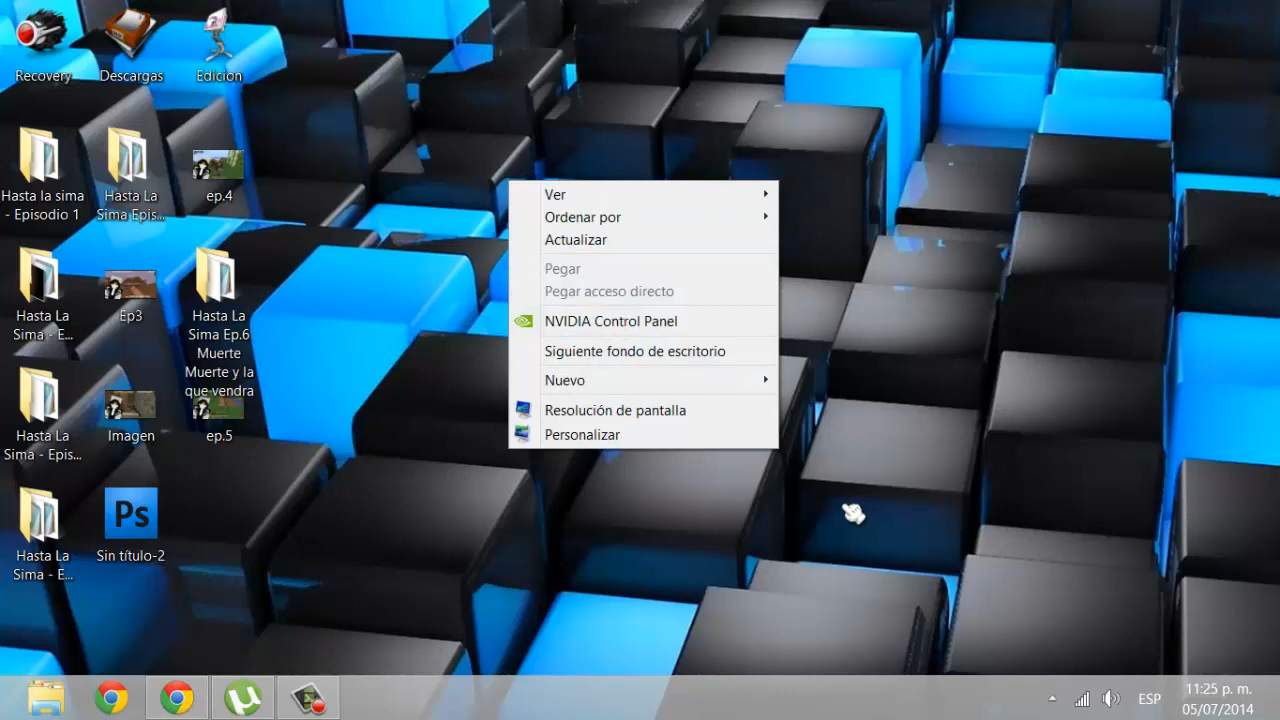 Recovery
Descargas
Edicion
Hasta la sima
- Episodio 1
Hasta La
Sima Epis...
ep.4
Hasta La
Sima - E...
Ep3
Hasta La
Sima Ep.6
Muerte
Muerte y la
que vendra
Hasta La
Sima - Epis...
Imagen
ep.5
Hasta La
Sima - E...
Ps
Sin título-2
Ver
Ordenar por
Actualizar
Pegar
Pegar acceso directo
NVIDIA Control Panel
Siguiente fondo de escritorio
Nuevo
Resolución de pantalla
Personalizar
ESP
11:25 p. m.
05/07/2014